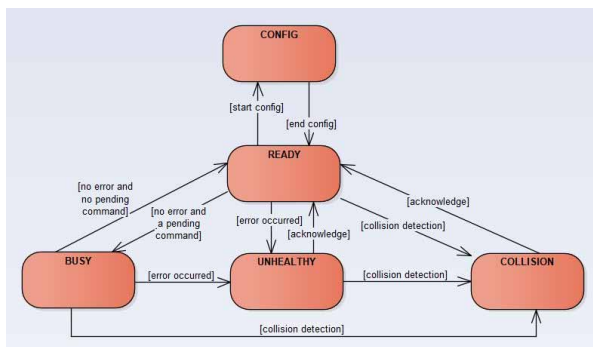 CONFIG
[start config]
[end config]
READY
[no error and
no pending
command]
[no error and
a pending
command]
[error occurred]
[acknowledge]
[acknowledge]
[collision detection]
BUSY
[error occurred]
UNHEALTHY
[collision detection]
COLLISION
[collision detection]